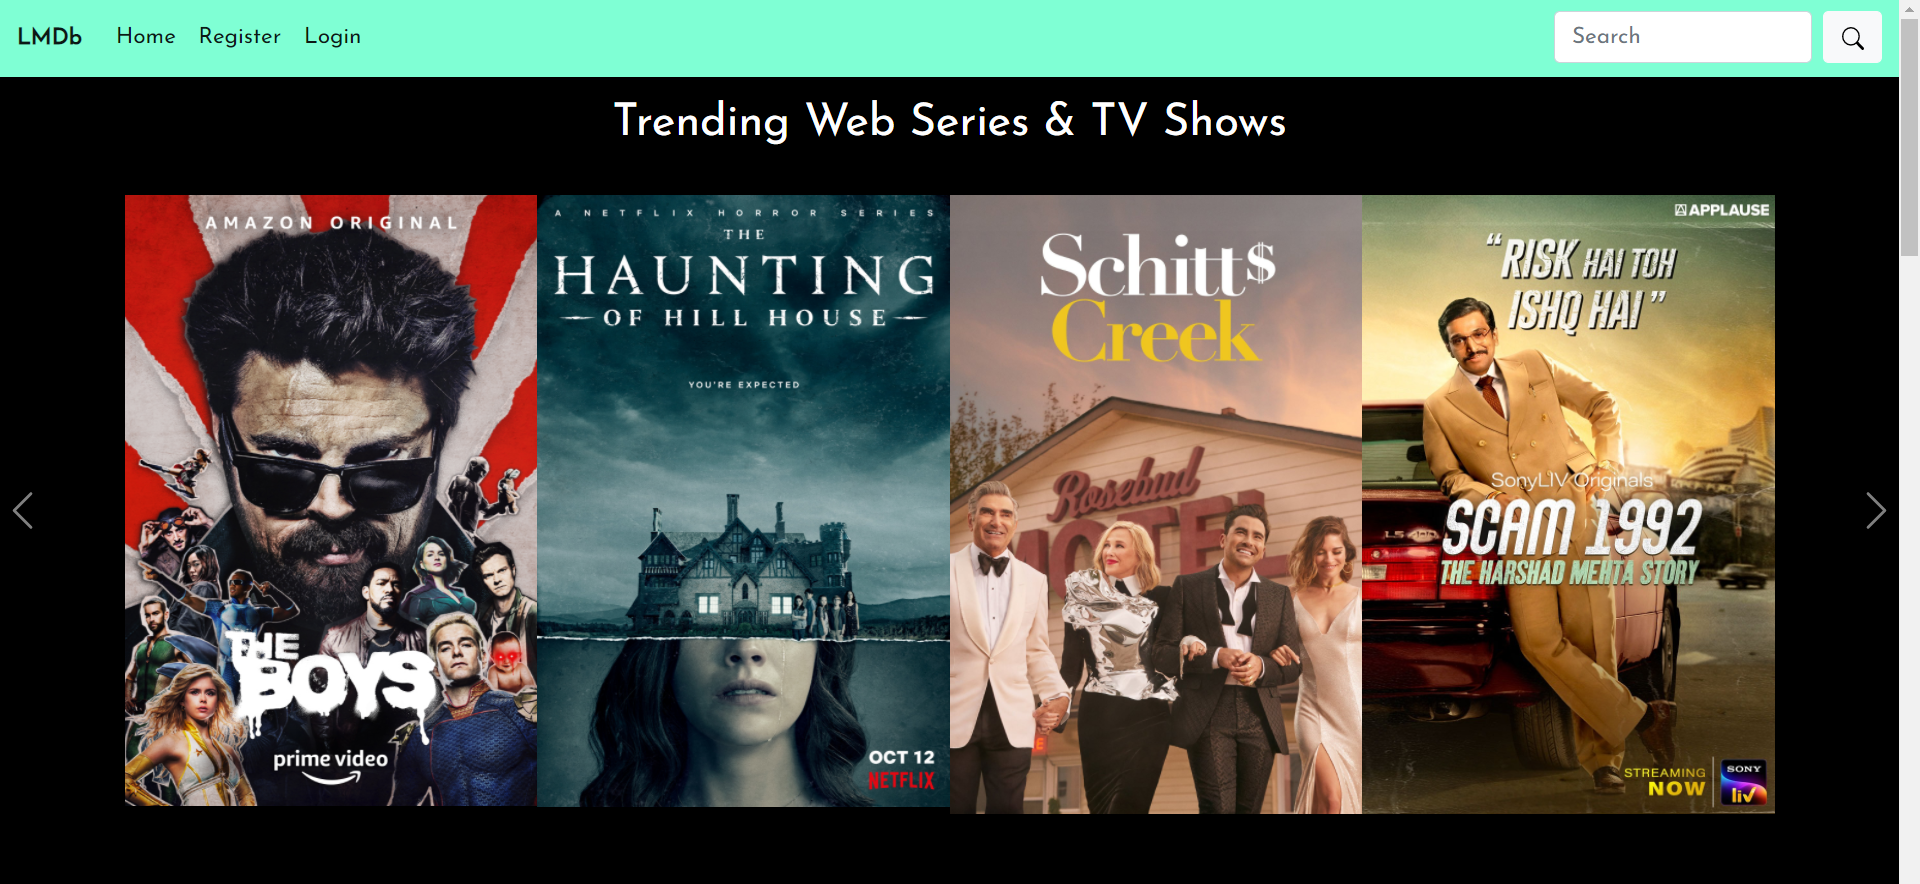 LMDb Home Register Login Search
Trending Web Series & TV Shows
AMAZON ORIGINAL
THE
BOYS
prime video
A NETFLIX HORROR SERIES
THE
HAUNTING
OF HILL HOUSE
YOU'RE EXPECTED
OCT 12
NETFLIX
Schitt$
Creek
Rosebud
MOTEL
E
APPLAUSE
“RISK HAI TOH
ISHQ HAI”
SonyLIV Originals
SCAM 1992
THE HARSHAD MEHTA STORY
STREAMING
NOW
SONY
liv